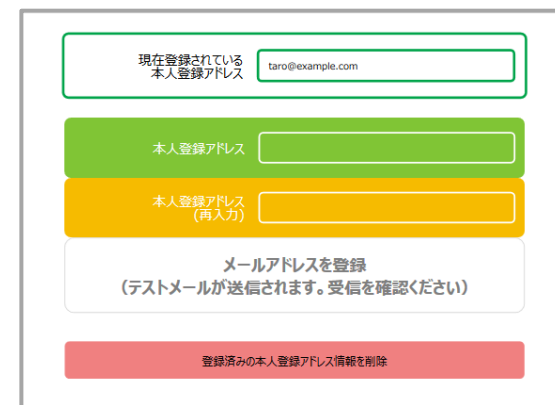 現在登録されている
本人登録アドレス
taro@example.com
本人登録アドレス
本人登録アドレス
(再入力)
メールアドレスを登録
(テストメールが送信されます。受信を確認ください)
登録済みの本人登録アドレス情報を削除